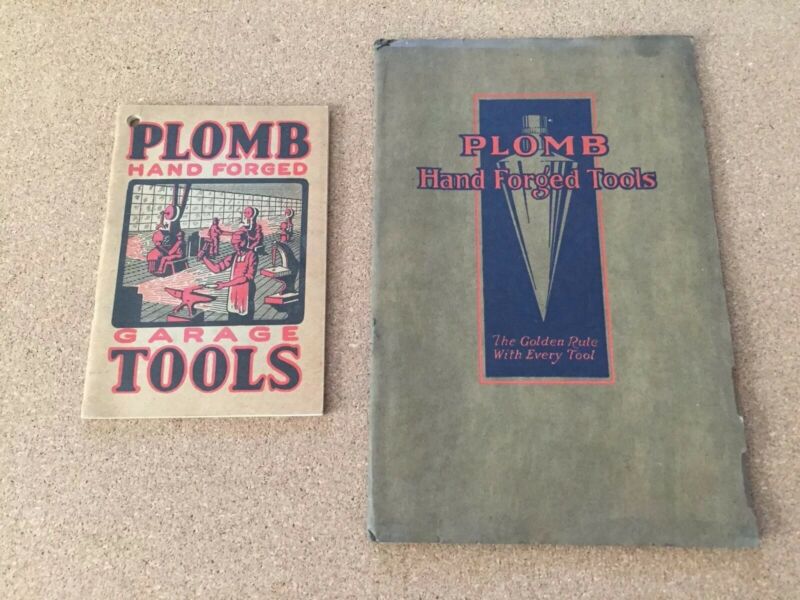 PLOMB
HAND FORGED
GARAGE
TOOLS
PLOMB
Hand Forged Tools
The Golden Rule
With Every Tool